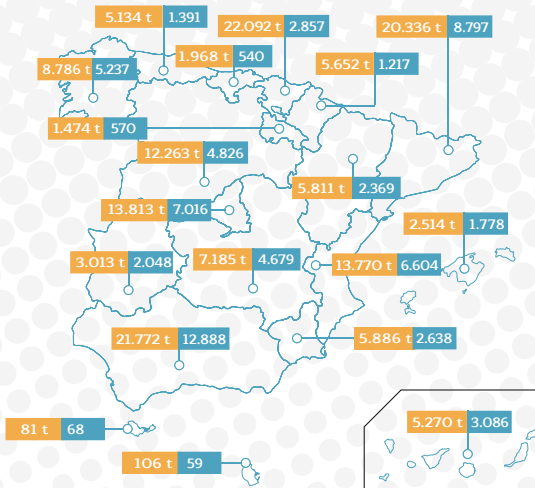 5.134 t 1.391
22.092 t 2.857
20.336 t 8.797
1.968 t 540
5.652 t 1.217
8.786 t 5.237
1.474 t 570
12.263 t 4.826
5.811 t 2.369
13.813 t 7.016
2.514 t 1.778
3.013 t 2.048
7.185 t 4.679
13.770 t 6.604
21.772 t 12.888
5.886 t 2.638
5.270 t 3.086
81 t 68
106 t 59